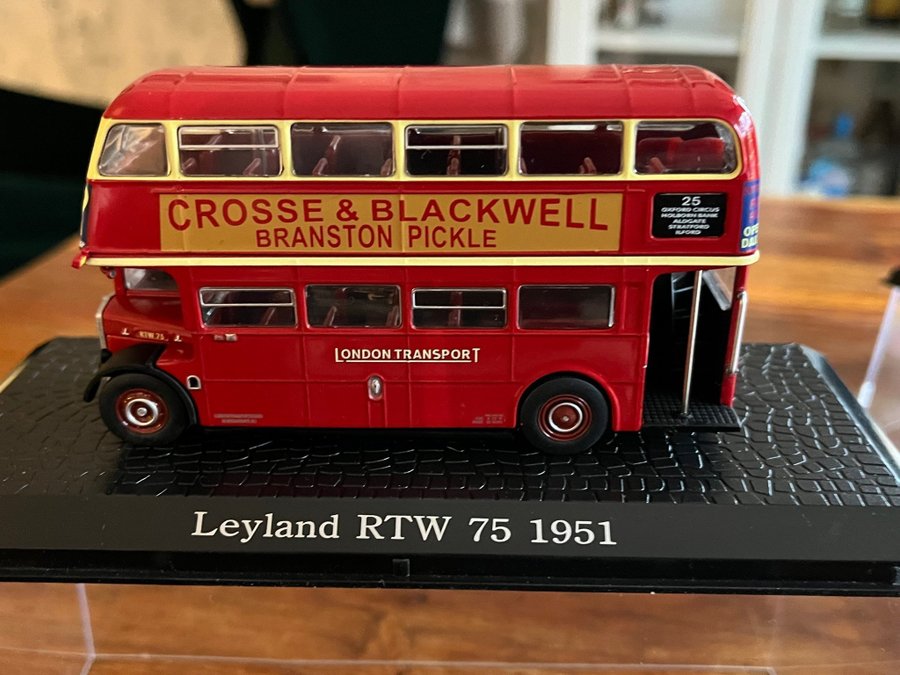 CROSSE & BLACKWELL
BRANSTON PICKLE
25
OXFORD CIRCUS
HOLBORN BANK
ALDGATE
STRATFORD
ILFORD
RTW 75
LONDON TRANSPORT
Leyland RTW 75 1951